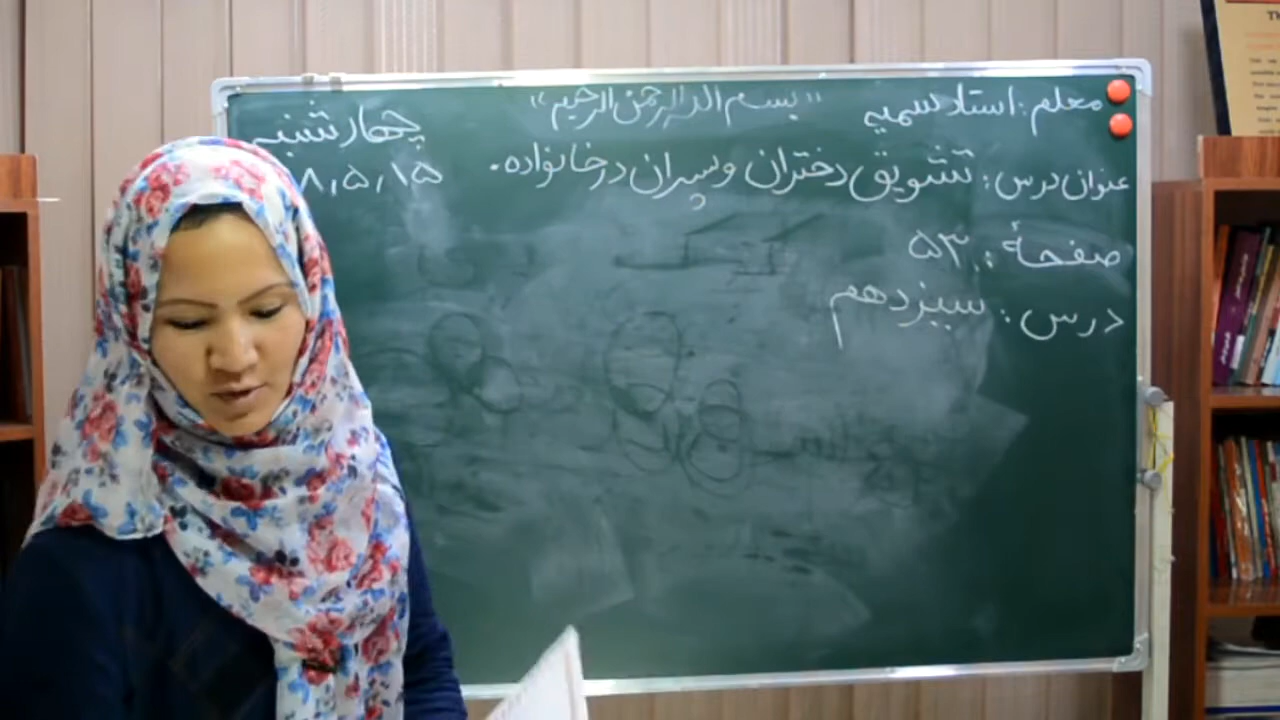 "بسم الله الرحمن الرحیم"
معلم: استاد سمیه
چهارشنبه
۸٫۵٫۱۵
عنوان درس: تشویق دختران و پسران در خانواده.
صفحهٔ: ۵۳
درس: سیزدهم